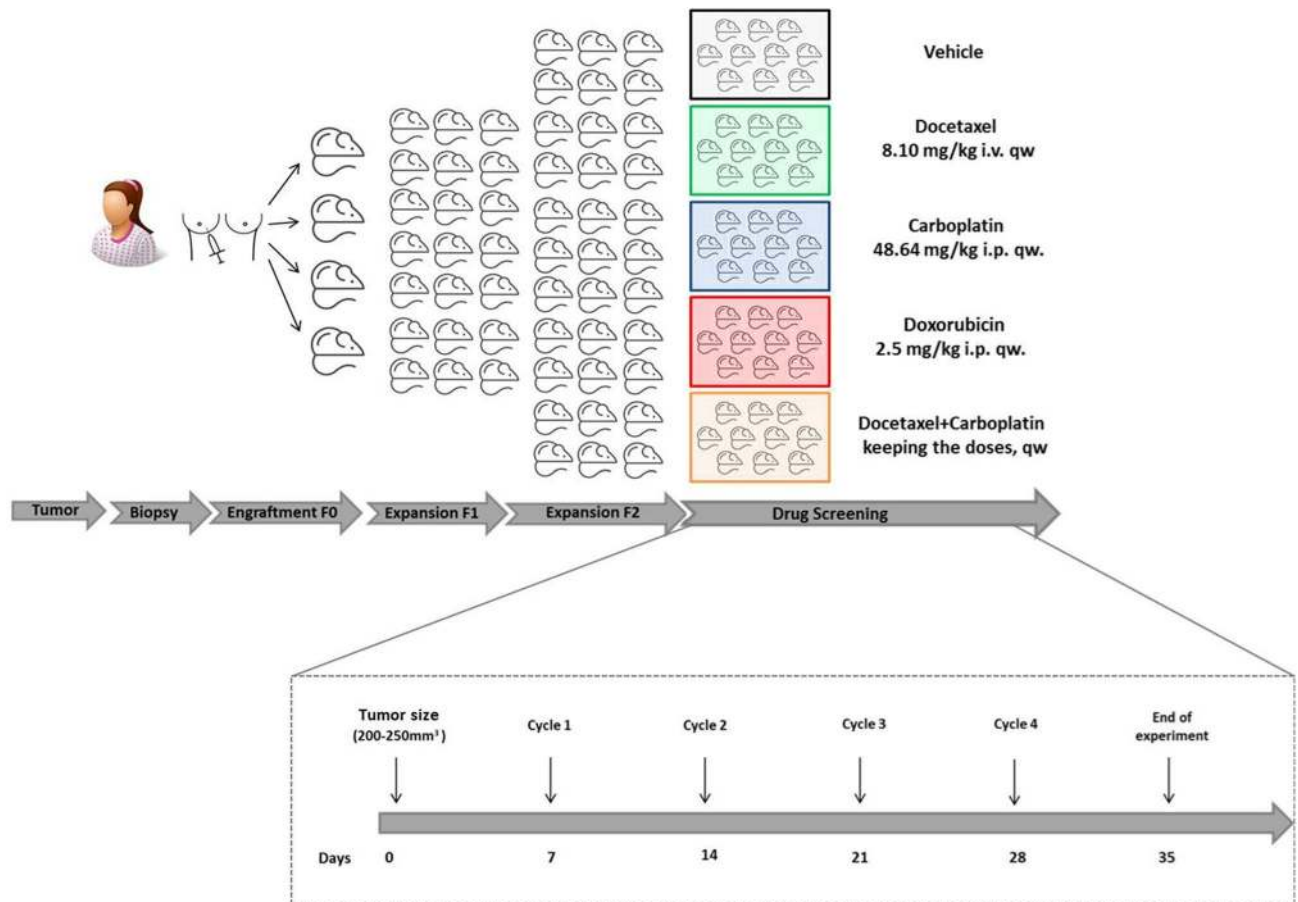 Vehicle
Docetaxel
8.10 mg/kg i.v. qw
Carboplatin
48.64 mg/kg i.p. qw.
Doxorubicin
2.5 mg/kg i.p. qw.
Docetaxel+Carboplatin
keeping the doses, qw
Tumor
Biopsy
Engraftment F0
Expansion F1
Expansion F2
Drug Screening
Tumor size
(200-250mm³)
Cycle 1
Cycle 2
Cycle 3
Cycle 4
End of
experiment
Days 0 7 14 21 28 35